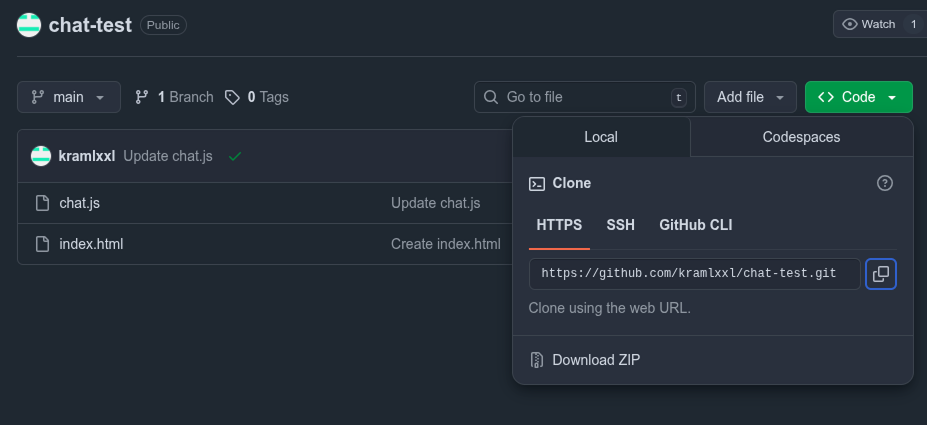 chat-test Public Watch 1
main 1 Branch 0 Tags Go to file t Add file Code
Local Codespaces
kramlxxl Update chat.js
Clone
chat.js Update chat.js
HTTPS SSH GitHub CLI
index.html Create index.html
https://github.com/kramlxxl/chat-test.git
Clone using the web URL.
Download ZIP